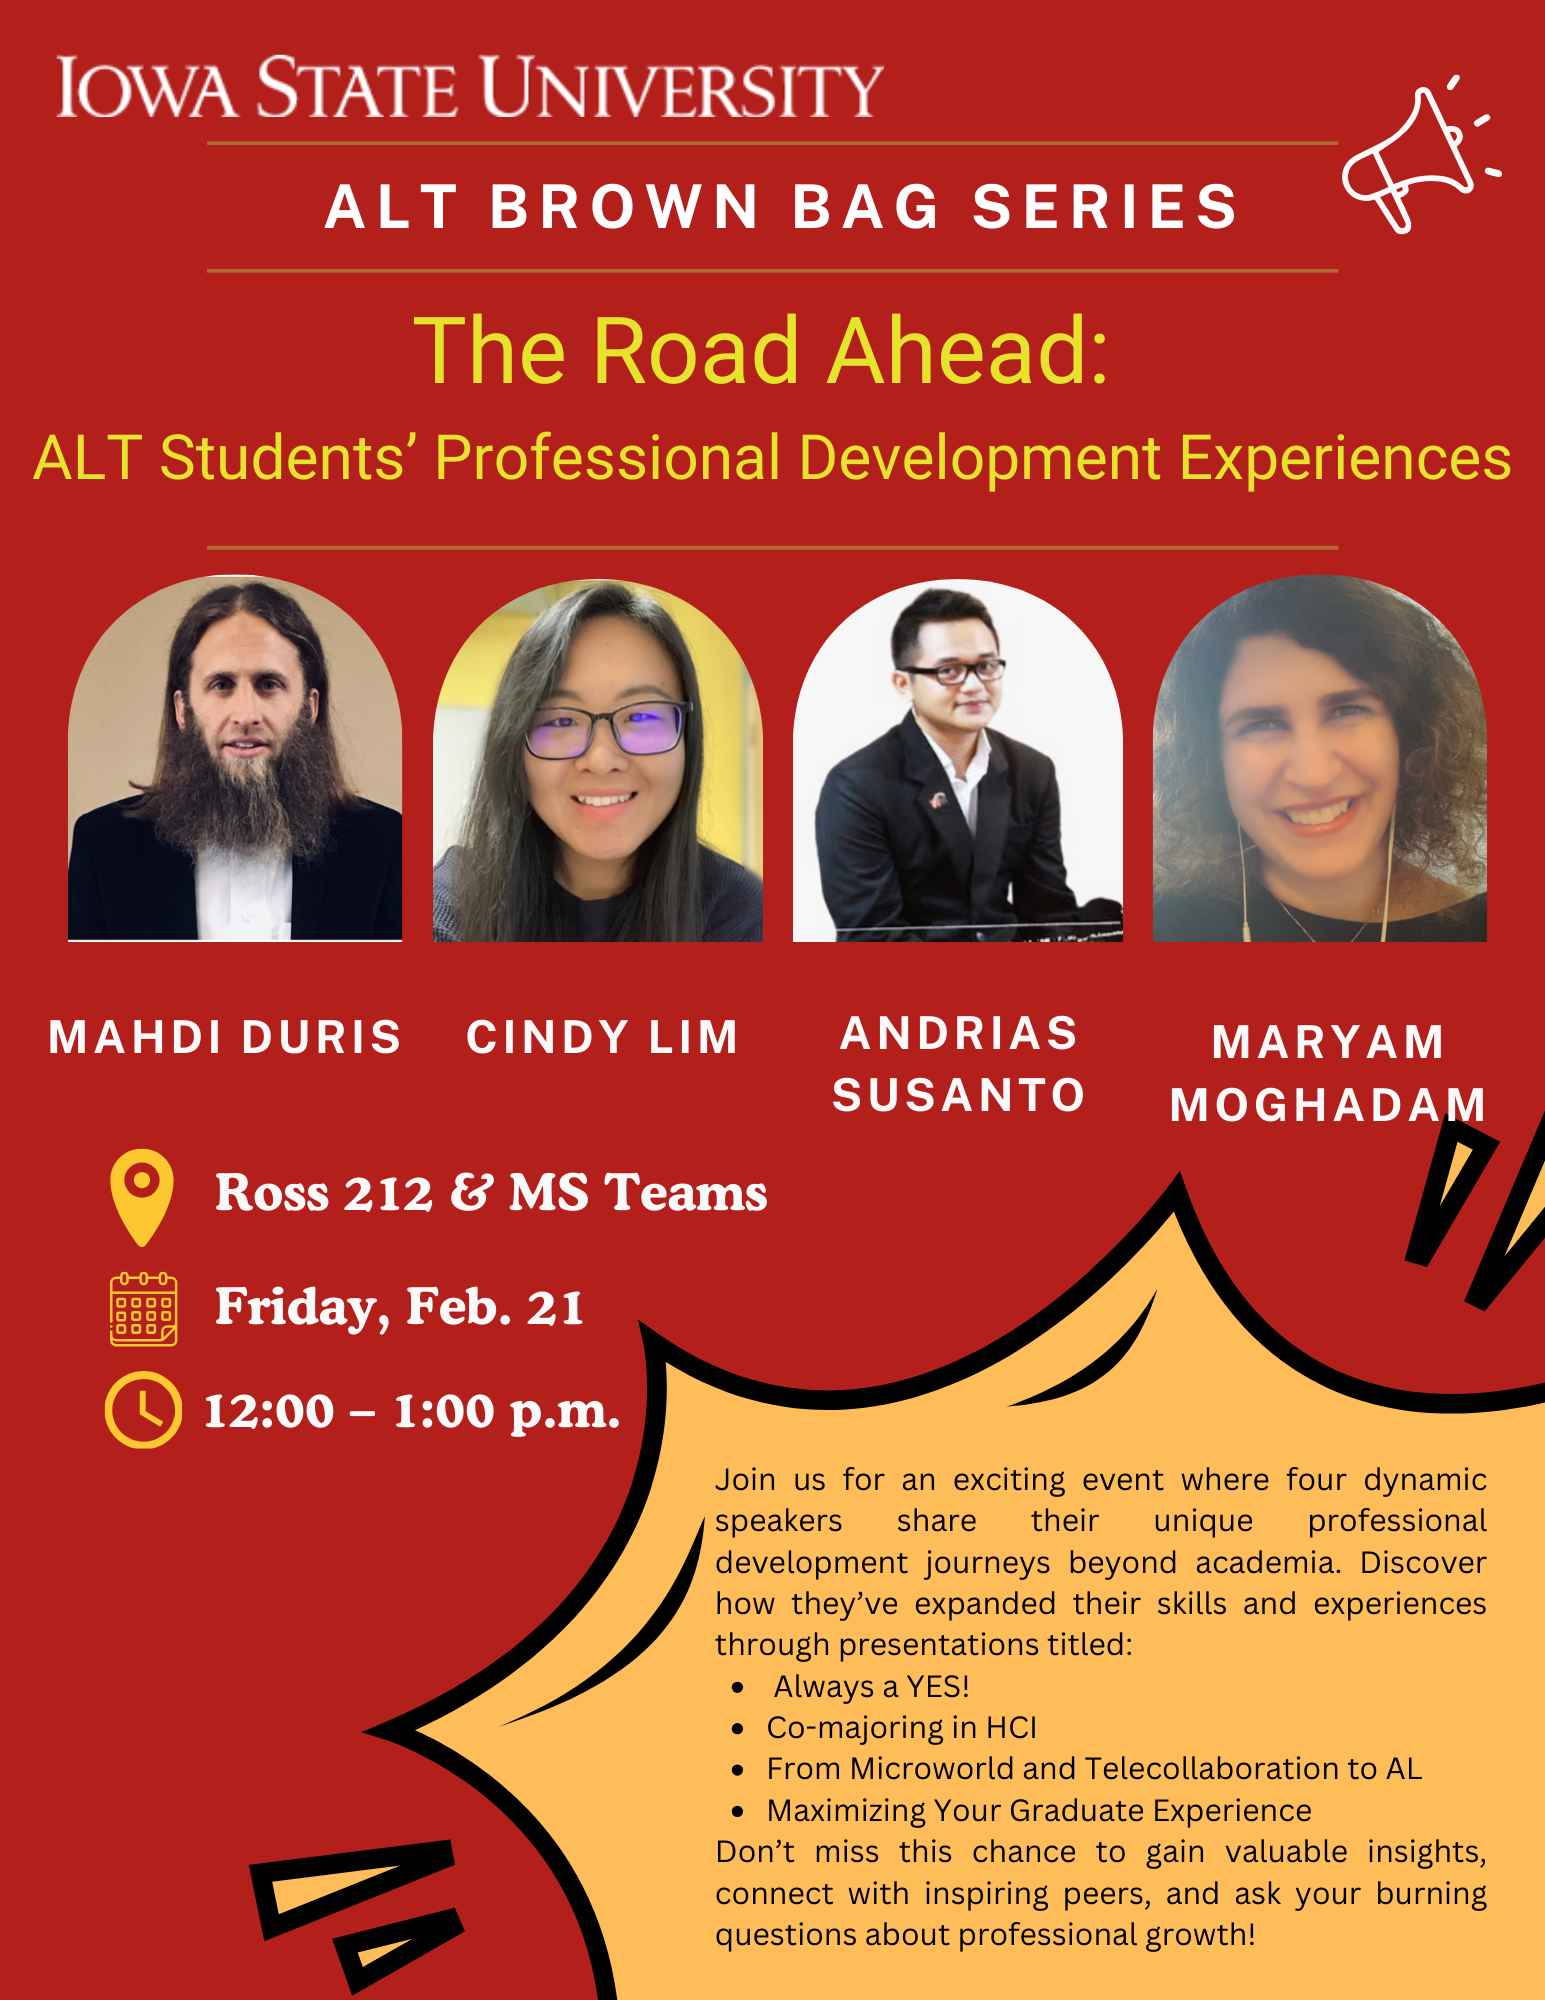 IOWA STATE UNIVERSITY
ALT BROWN BAG SERIES
The Road Ahead:
ALT Students’ Professional Development Experiences
MAHDI DURIS
CINDY LIM
ANDRIAS
SUSANTO
MARYAM
MOGHADAM
Ross 212 & MS Teams
Friday, Feb. 21
12:00 – 1:00 p.m.
Join us for an exciting event where four dynamic
speakers share their unique professional
development journeys beyond academia. Discover
how they’ve expanded their skills and experiences
through presentations titled:
• Always a YES!
• Co-majoring in HCI
• From Microworld and Telecollaboration to AL
• Maximizing Your Graduate Experience
Don’t miss this chance to gain valuable insights,
connect with inspiring peers, and ask your burning
questions about professional growth!